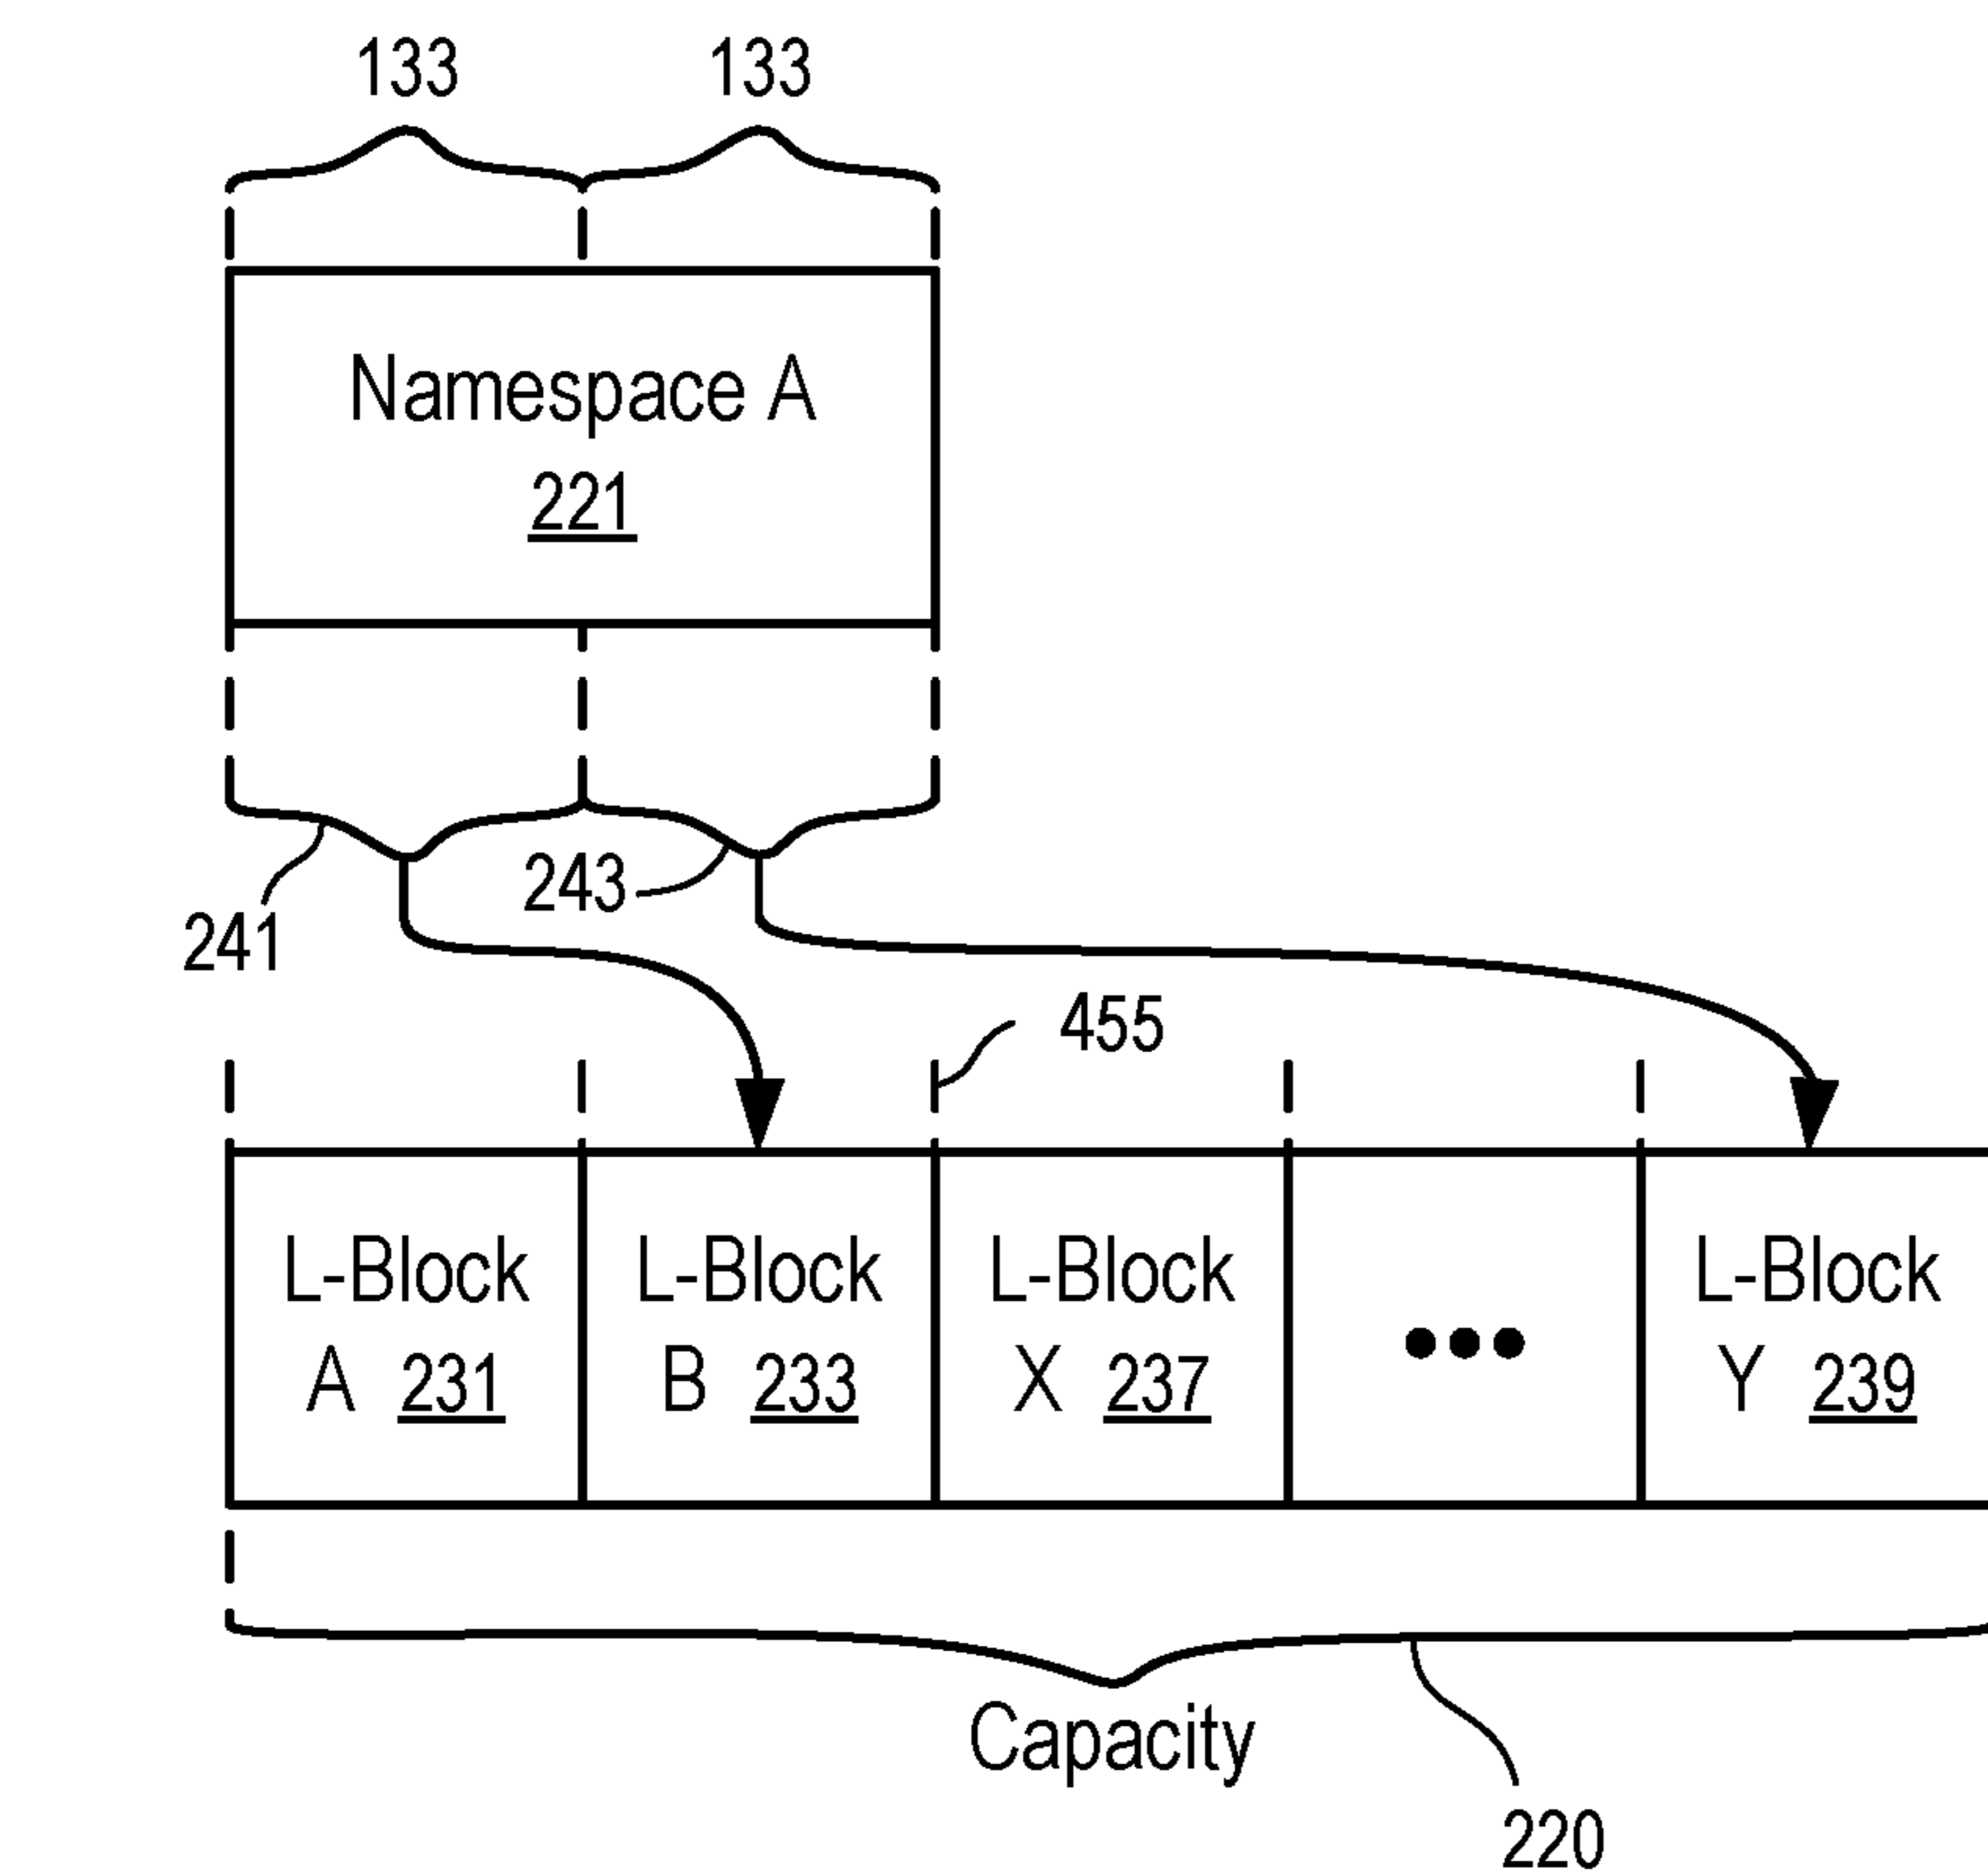 133 133
Namespace A
221
241
243
455
L-Block L-Block L-Block L-Block
A 231 B 233 X 237 ●●● Y 239
Capacity
220